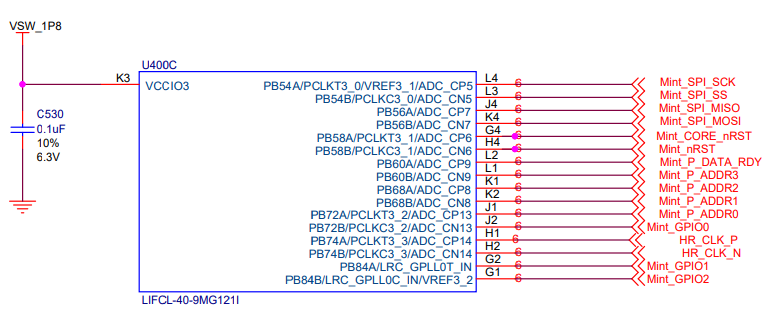 VSW_1P8
U400C
K3 VCCIO3
PB54A/PCLKT3_0/VREF3_1/ADC_CP5 L4 6 Mint_SPI_SCK
PB54B/PCLKC3_0/ADC_CN5 L3 6 Mint_SPI_SS
PB56A/ADC_CP7 J4 6 Mint_SPI_MISO
PB56B/ADC_CN7 K4 6 Mint_SPI_MOSI
PB58A/PCLKT3_1/ADC_CP6 G4 6 Mint_CORE_nRST
PB58B/PCLKC3_1/ADC_CN6 H4 6 Mint_nRST
PB60A/ADC_CP9 L2 6 Mint_P_DATA_RDY
PB60B/ADC_CN9 L1 6 Mint_P_ADDR3
PB68A/ADC_CP8 K1 6 Mint_P_ADDR2
PB68B/ADC_CN8 K2 6 Mint_P_ADDR1
PB72A/PCLKT3_2/ADC_CP13 J1 6 Mint_P_ADDR0
PB72B/PCLKC3_2/ADC_CN13 J2 6 Mint_GPIO0
PB74A/PCLKT3_3/ADC_CP14 H1 6 HR_CLK_P
PB74B/PCLKC3_3/ADC_CN14 H2 6 HR_CLK_N
PB84A/LRC_GPLL0T_IN G2 6 Mint_GPIO1
PB84B/LRC_GPLL0C_IN/VREF3_2 G1 6 Mint_GPIO2
C530
0.1uF
10%
6.3V
LIFCL-40-9MG121I